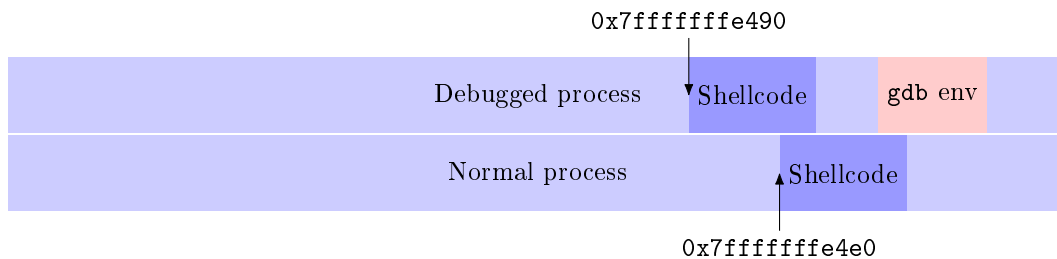 0x7fffffffe490
Debugged process
Shellcode
gdb env
Normal process
Shellcode
0x7fffffffe4e0